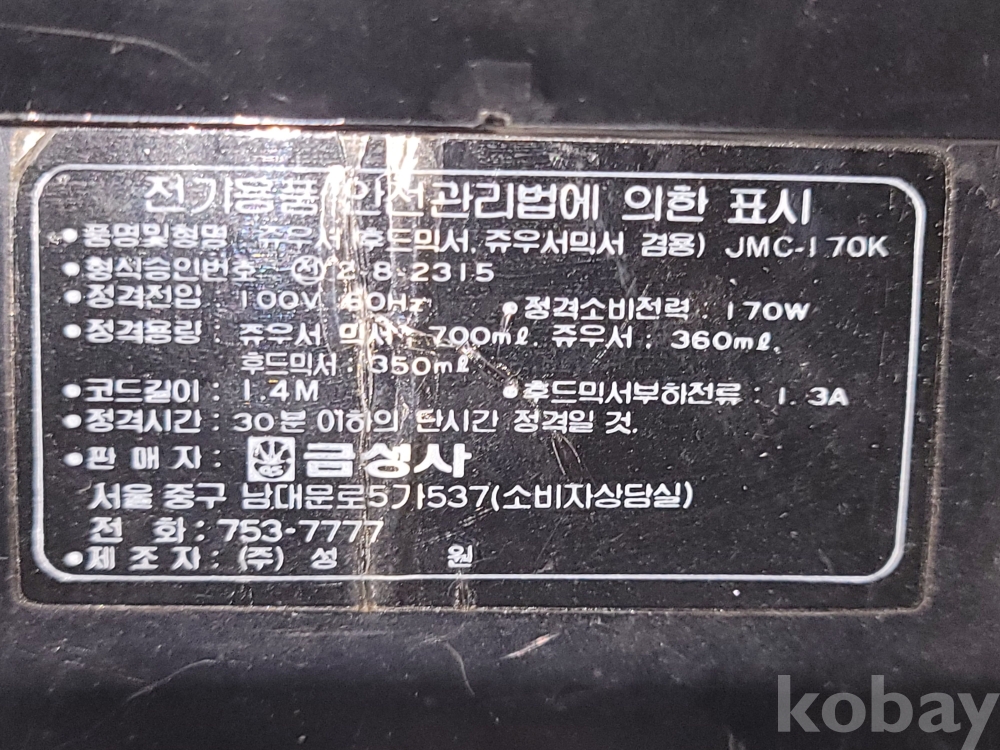 전기용품 안전관리법에 의한 표시
•품명및형명 쥬우서(후드믹서, 쥬우서믹서 겸용) JMC-170K
•형식승인번호 ㉠ 2-8-2315
•정격전압 : 100V 60Hz •정격소비전력 : 170W
•정격용량 : 쥬우서 믹서 : 700mℓ. 쥬우서 : 360mℓ.
후드믹서 : 350mℓ
•코드길이 : 1.4M •후드믹서부하전류 : 1.3A
•정격시간 : 30분 이하의 단시간 정격일 것.
•판 매 자 : 금성사
서울 중구 남대문로5가537(소비자상담실)
전 화 : 753-7777
•제 조 자 : (주) 성 원
kobay